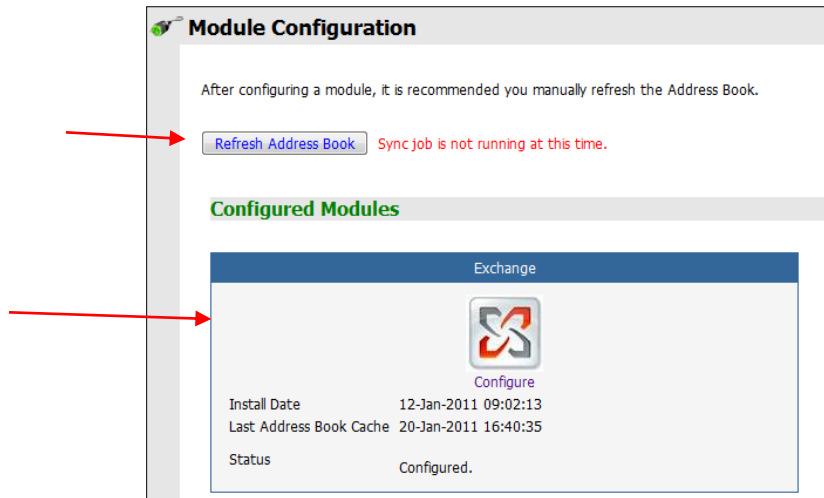 Module Configuration
After configuring a module, it is recommended you manually refresh the Address Book.
Refresh Address Book Sync job is not running at this time.
Configured Modules
Exchange
Configure
Install Date 12-Jan-2011 09:02:13
Last Address Book Cache 20-Jan-2011 16:40:35
Status Configured.